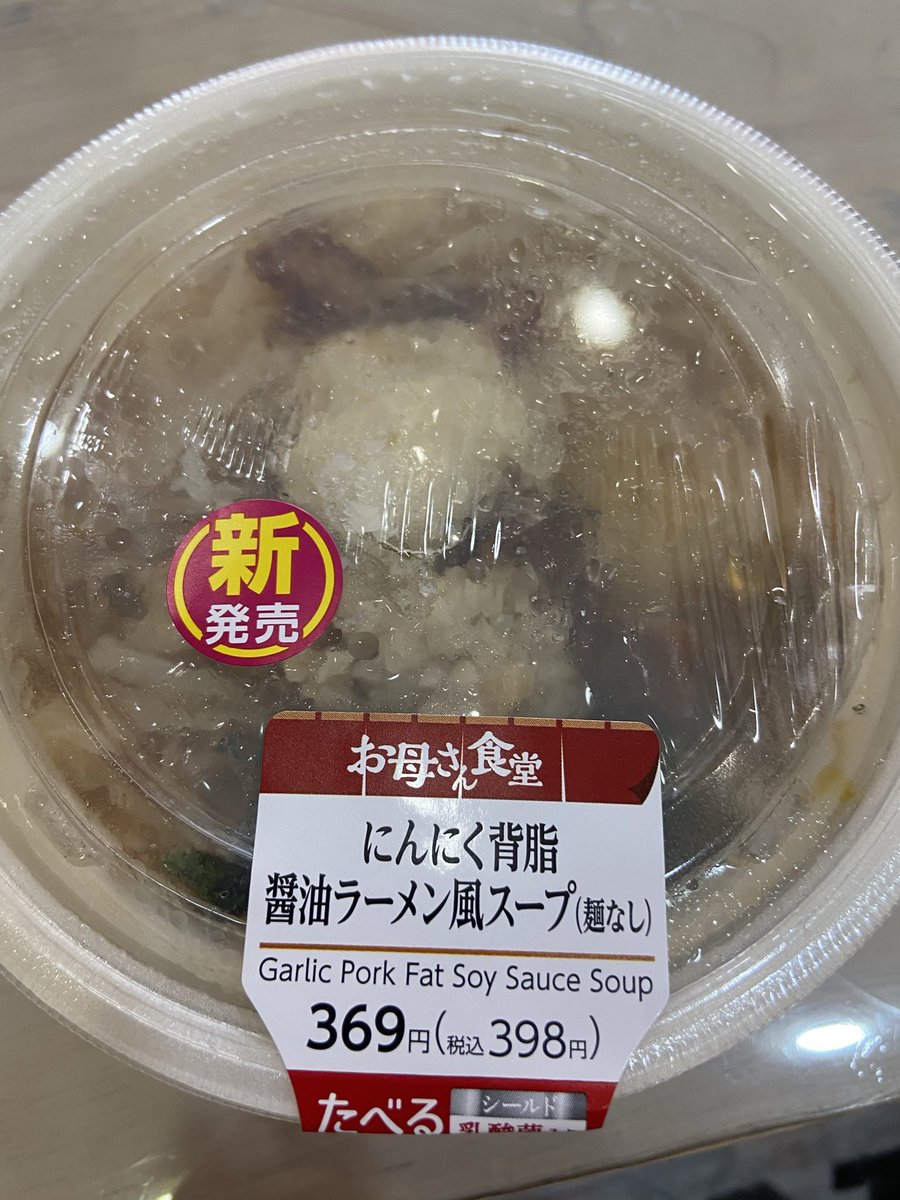 新
発売
お母さん食堂
にんにく背脂
醤油ラーメン風スープ(麺なし)
Garlic Pork Fat Soy Sauce Soup
369円(税込398円)
たべる
シールド
乳酸菌